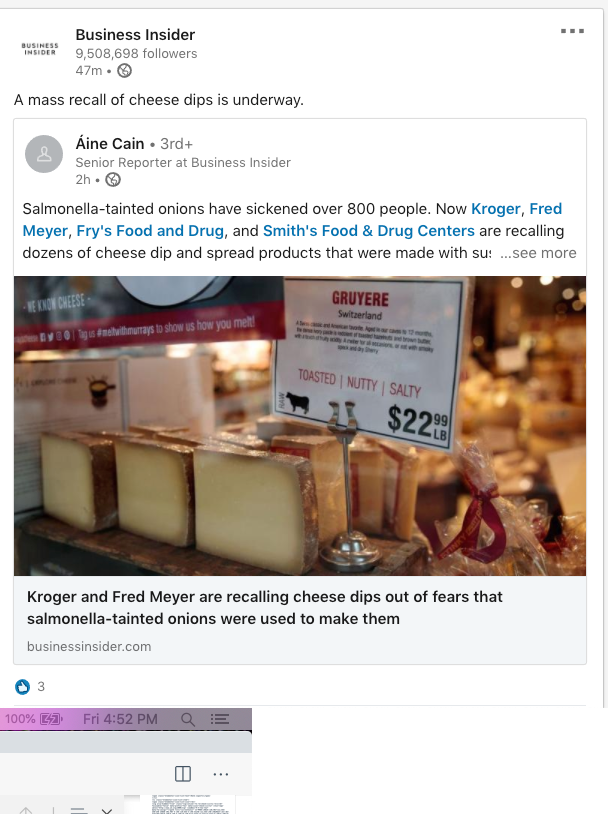 BUSINESS
INSIDER
Business Insider
9,508,698 followers
47m •
A mass recall of cheese dips is underway.
Áine Cain • 3rd+
Senior Reporter at Business Insider
2h •
Salmonella-tainted onions have sickened over 800 people. Now Kroger, Fred
Meyer, Fry's Food and Drug, and Smith's Food & Drug Centers are recalling
dozens of cheese dip and spread products that were made with sus ...see more
- WE KNOW CHEESE -
Tag us #meltwithmurrays to show us how you melt!
GRUYERE
Switzerland
TOASTED | NUTTY | SALTY
RAW
$22.99
LB
Kroger and Fred Meyer are recalling cheese dips out of fears that
salmonella-tainted onions were used to make them
businessinsider.com
3
100% Fri 4:52 PM